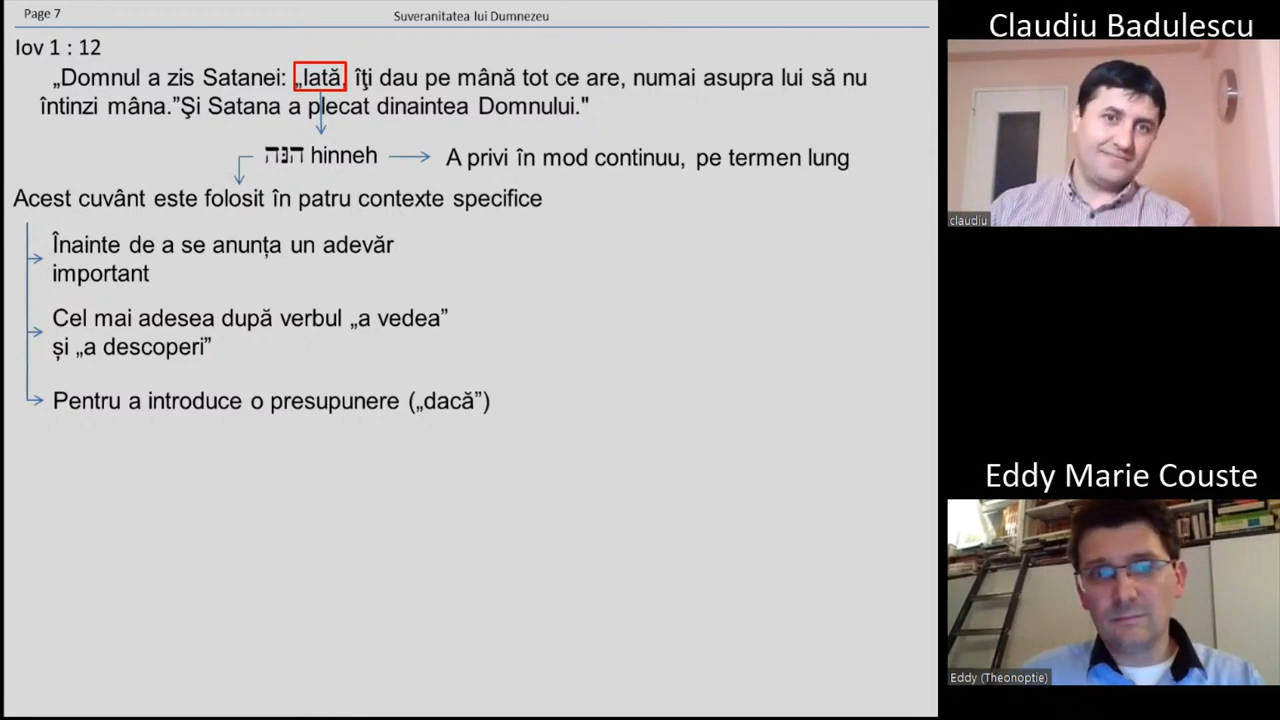 Page 7
Suveranitatea lui Dumnezeu
Iov 1 : 12
„Domnul a zis Satanei: „Iată, îţi dau pe mână tot ce are, numai asupra lui să nu
întinzi mâna.”Şi Satana a plecat dinaintea Domnului."
הנּה hinneh
A privi în mod continuu, pe termen lung
Acest cuvânt este folosit în patru contexte specifice
Înainte de a se anunța un adevăr
important
Cel mai adesea după verbul „a vedea”
și „a descoperi”
Pentru a introduce o presupunere („dacă”)
Claudiu Badulescu
claudiu
Eddy Marie Couste
Eddy (Theonoptie)